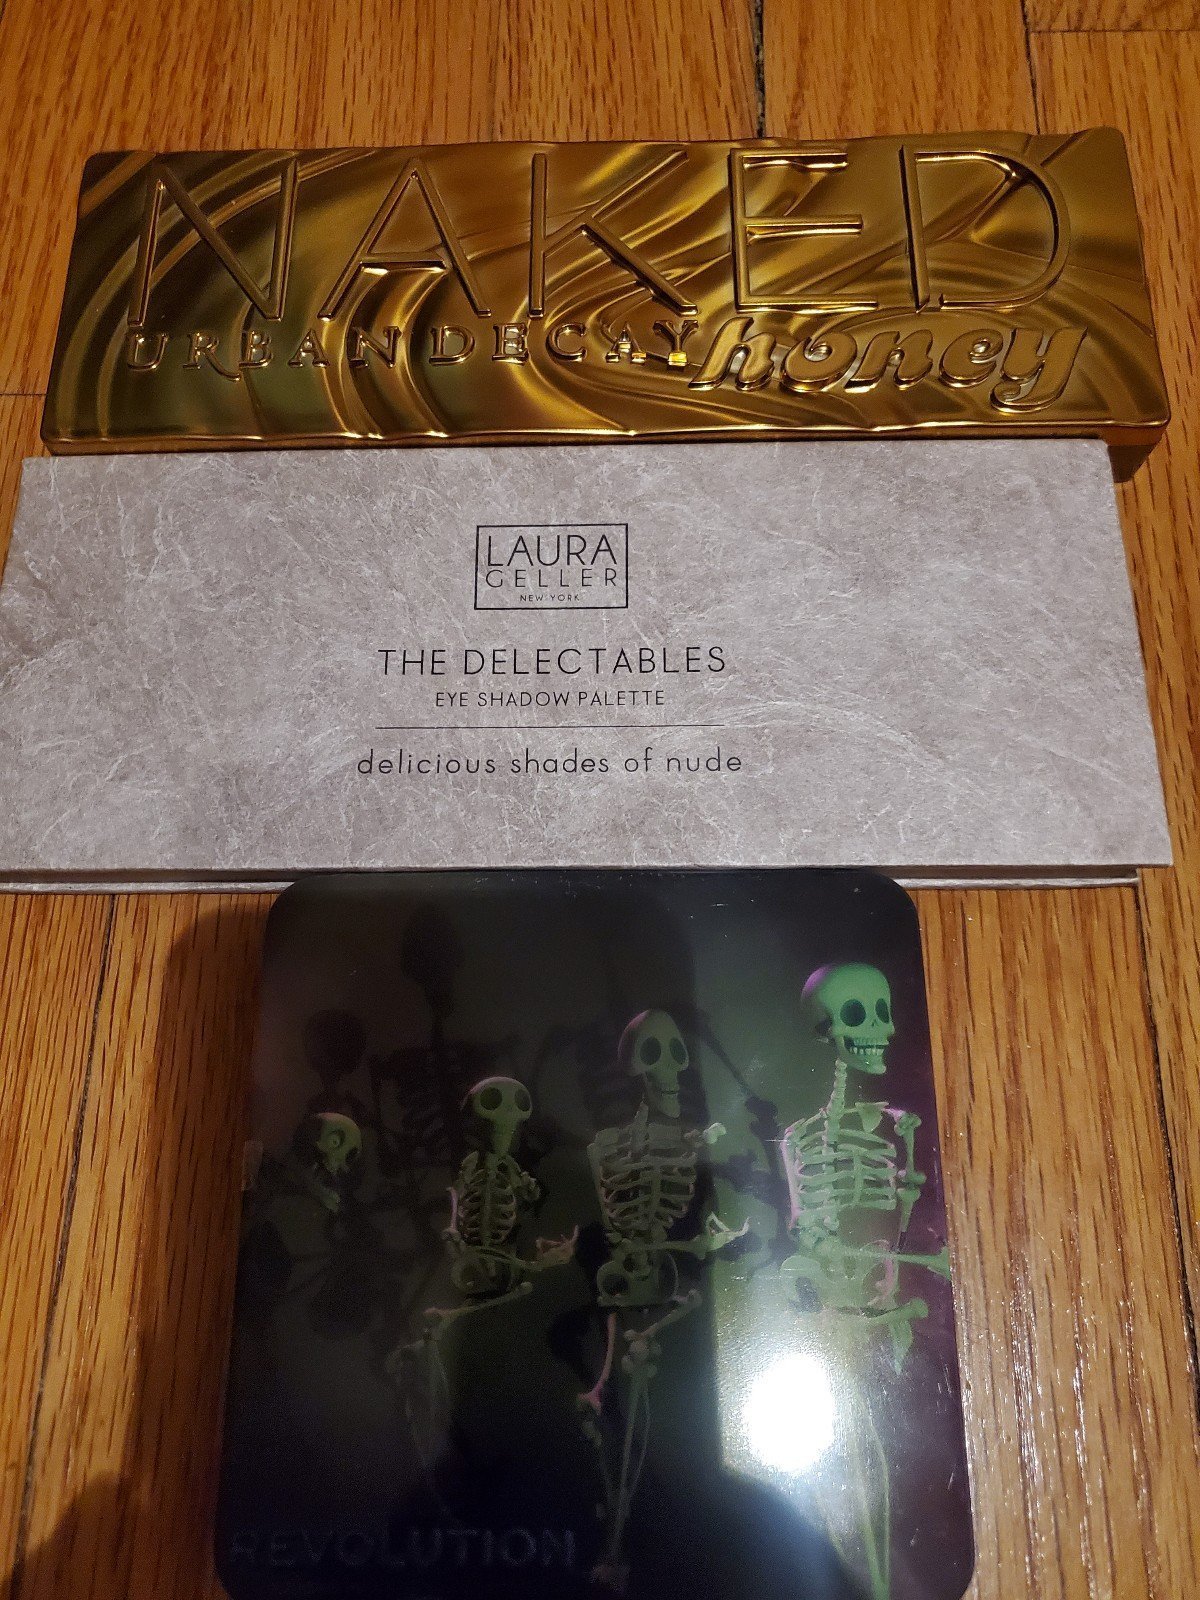 NAKED
URBAN DECAY honey
LAURA
GELLER
NEW YORK
THE DELECTABLES
EYE SHADOW PALETTE
delicious shades of nude
REVOLUTION